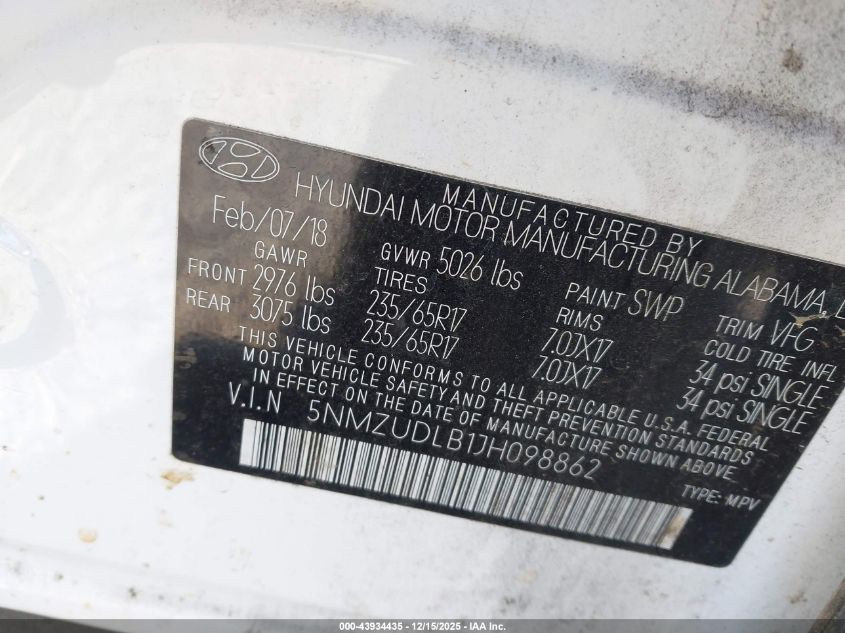 MANUFACTURED BY
HYUNDAI MOTOR MANUFACTURING ALABAMA,
Feb/07/18
GAWR GVWR 5026 lbs PAINT SWP TRIM VFG
FRONT 2976 lbs TIRES RIMS COLD TIRE INFL
REAR 3075 lbs 235/65R17 7.0JX17 34 psi SINGLE
235/65R17 7.0JX17 34 psi SINGLE
THIS VEHICLE CONFORMS TO ALL APPLICABLE U.S.A. FEDERAL
MOTOR VEHICLE SAFETY AND THEFT PREVENTION STANDARDS
IN EFFECT ON THE DATE OF MANUFACTURE SHOWN ABOVE.
V.I.N 5NMZUDLB1JH098862
TYPE: MPV
000-43934435 - 12/15/2025 - IAA Inc.